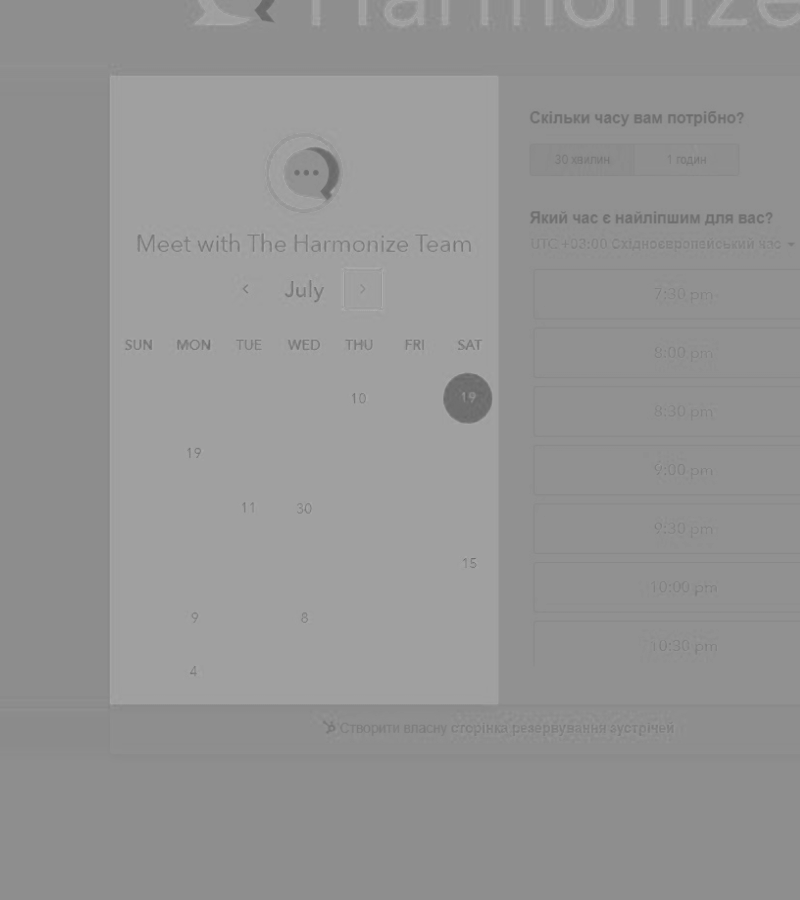 Harmonize
Meet with The Harmonize Team
July
SUN MON TUE WED THU FRI SAT
10 19
19
11 30
15
9 8
4
Скільки часу вам потрібно?
30 хвилин 1 годин
Який час є найліпшим для вас?
UTC +03:00 Східноєвропейський час
7:30 pm
8:00 pm
8:30 pm
9:00 pm
9:30 pm
10:00 pm
10:30 pm
Створити власну сторінка резервування зустрічей